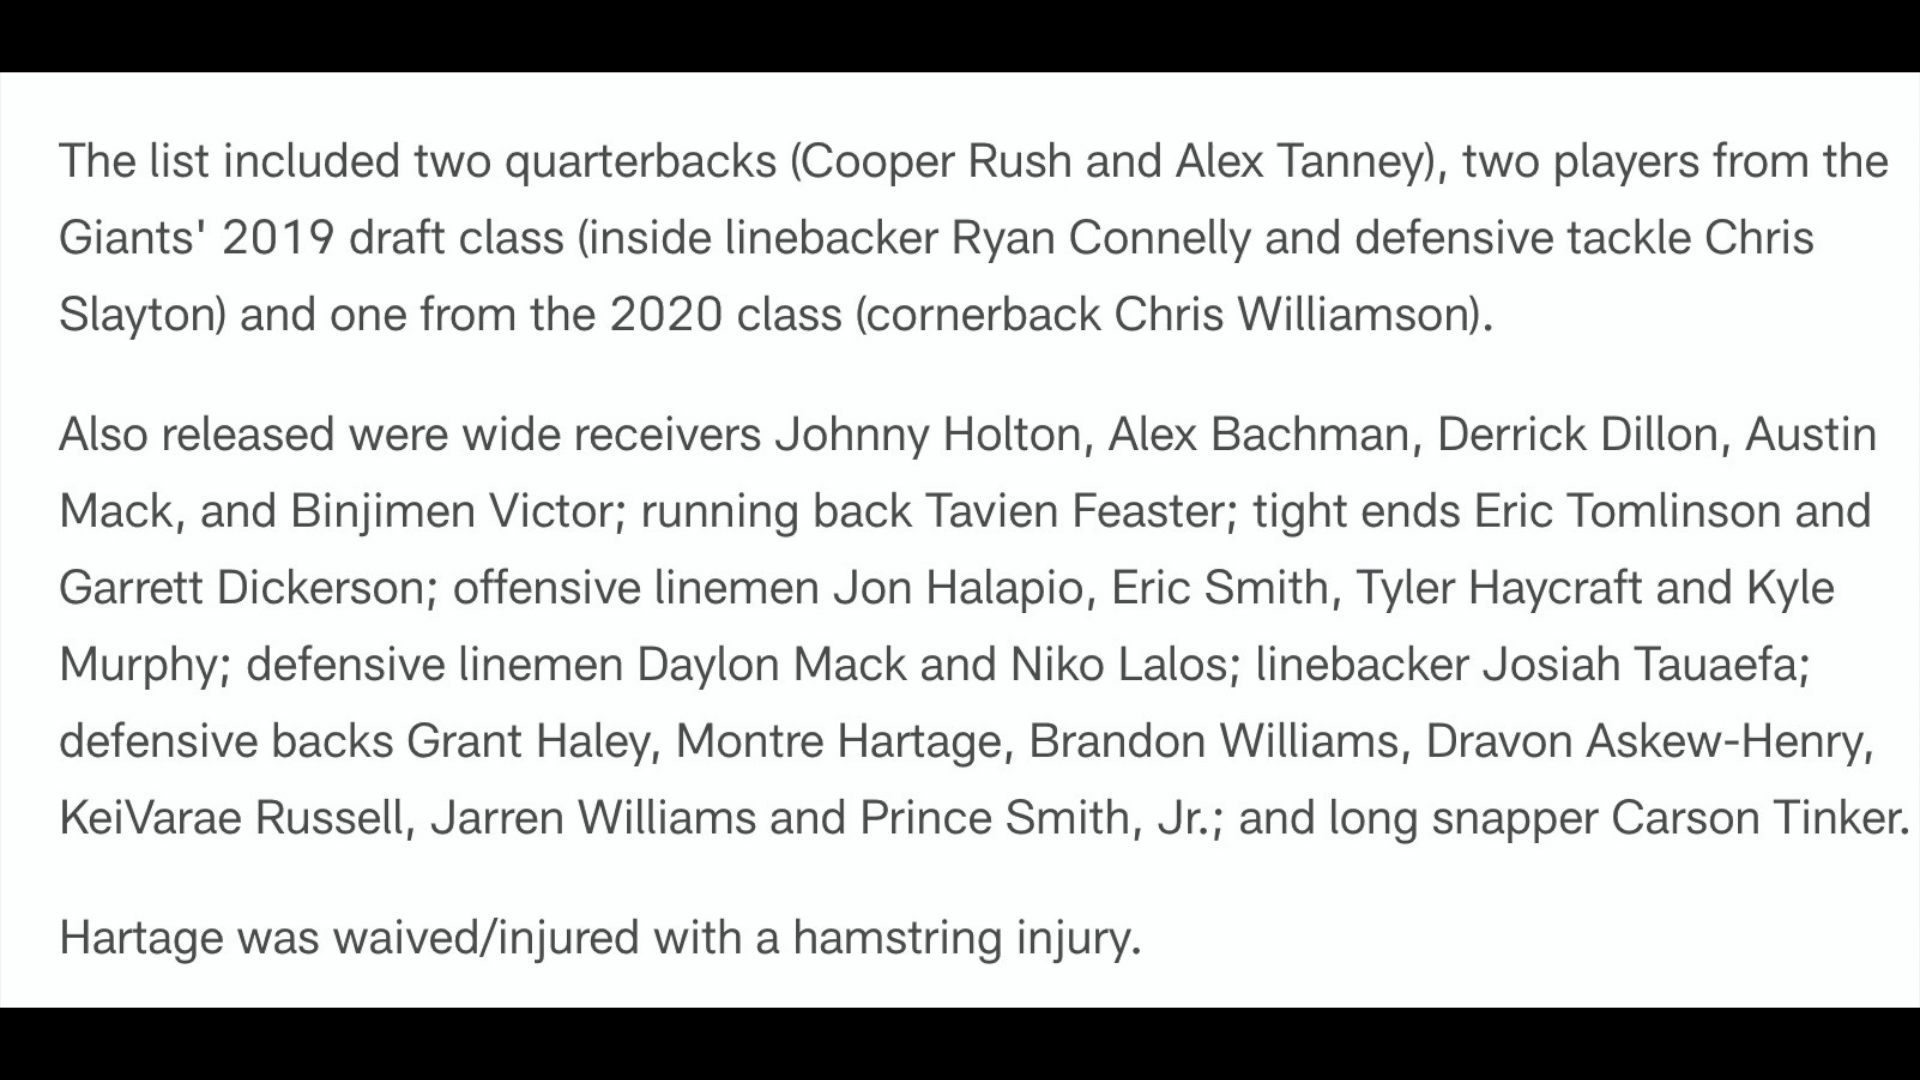 The list included two quarterbacks (Cooper Rush and Alex Tanney), two players from the
Giants' 2019 draft class (inside linebacker Ryan Connelly and defensive tackle Chris
Slayton) and one from the 2020 class (cornerback Chris Williamson).
Also released were wide receivers Johnny Holton, Alex Bachman, Derrick Dillon, Austin
Mack, and Binjimen Victor; running back Tavien Feaster; tight ends Eric Tomlinson and
Garrett Dickerson; offensive linemen Jon Halapio, Eric Smith, Tyler Haycraft and Kyle
Murphy; defensive linemen Daylon Mack and Niko Lalos; linebacker Josiah Tauaefa;
defensive backs Grant Haley, Montre Hartage, Brandon Williams, Dravon Askew-Henry,
KeiVarae Russell, Jarren Williams and Prince Smith, Jr.; and long snapper Carson Tinker.
Hartage was waived/injured with a hamstring injury.